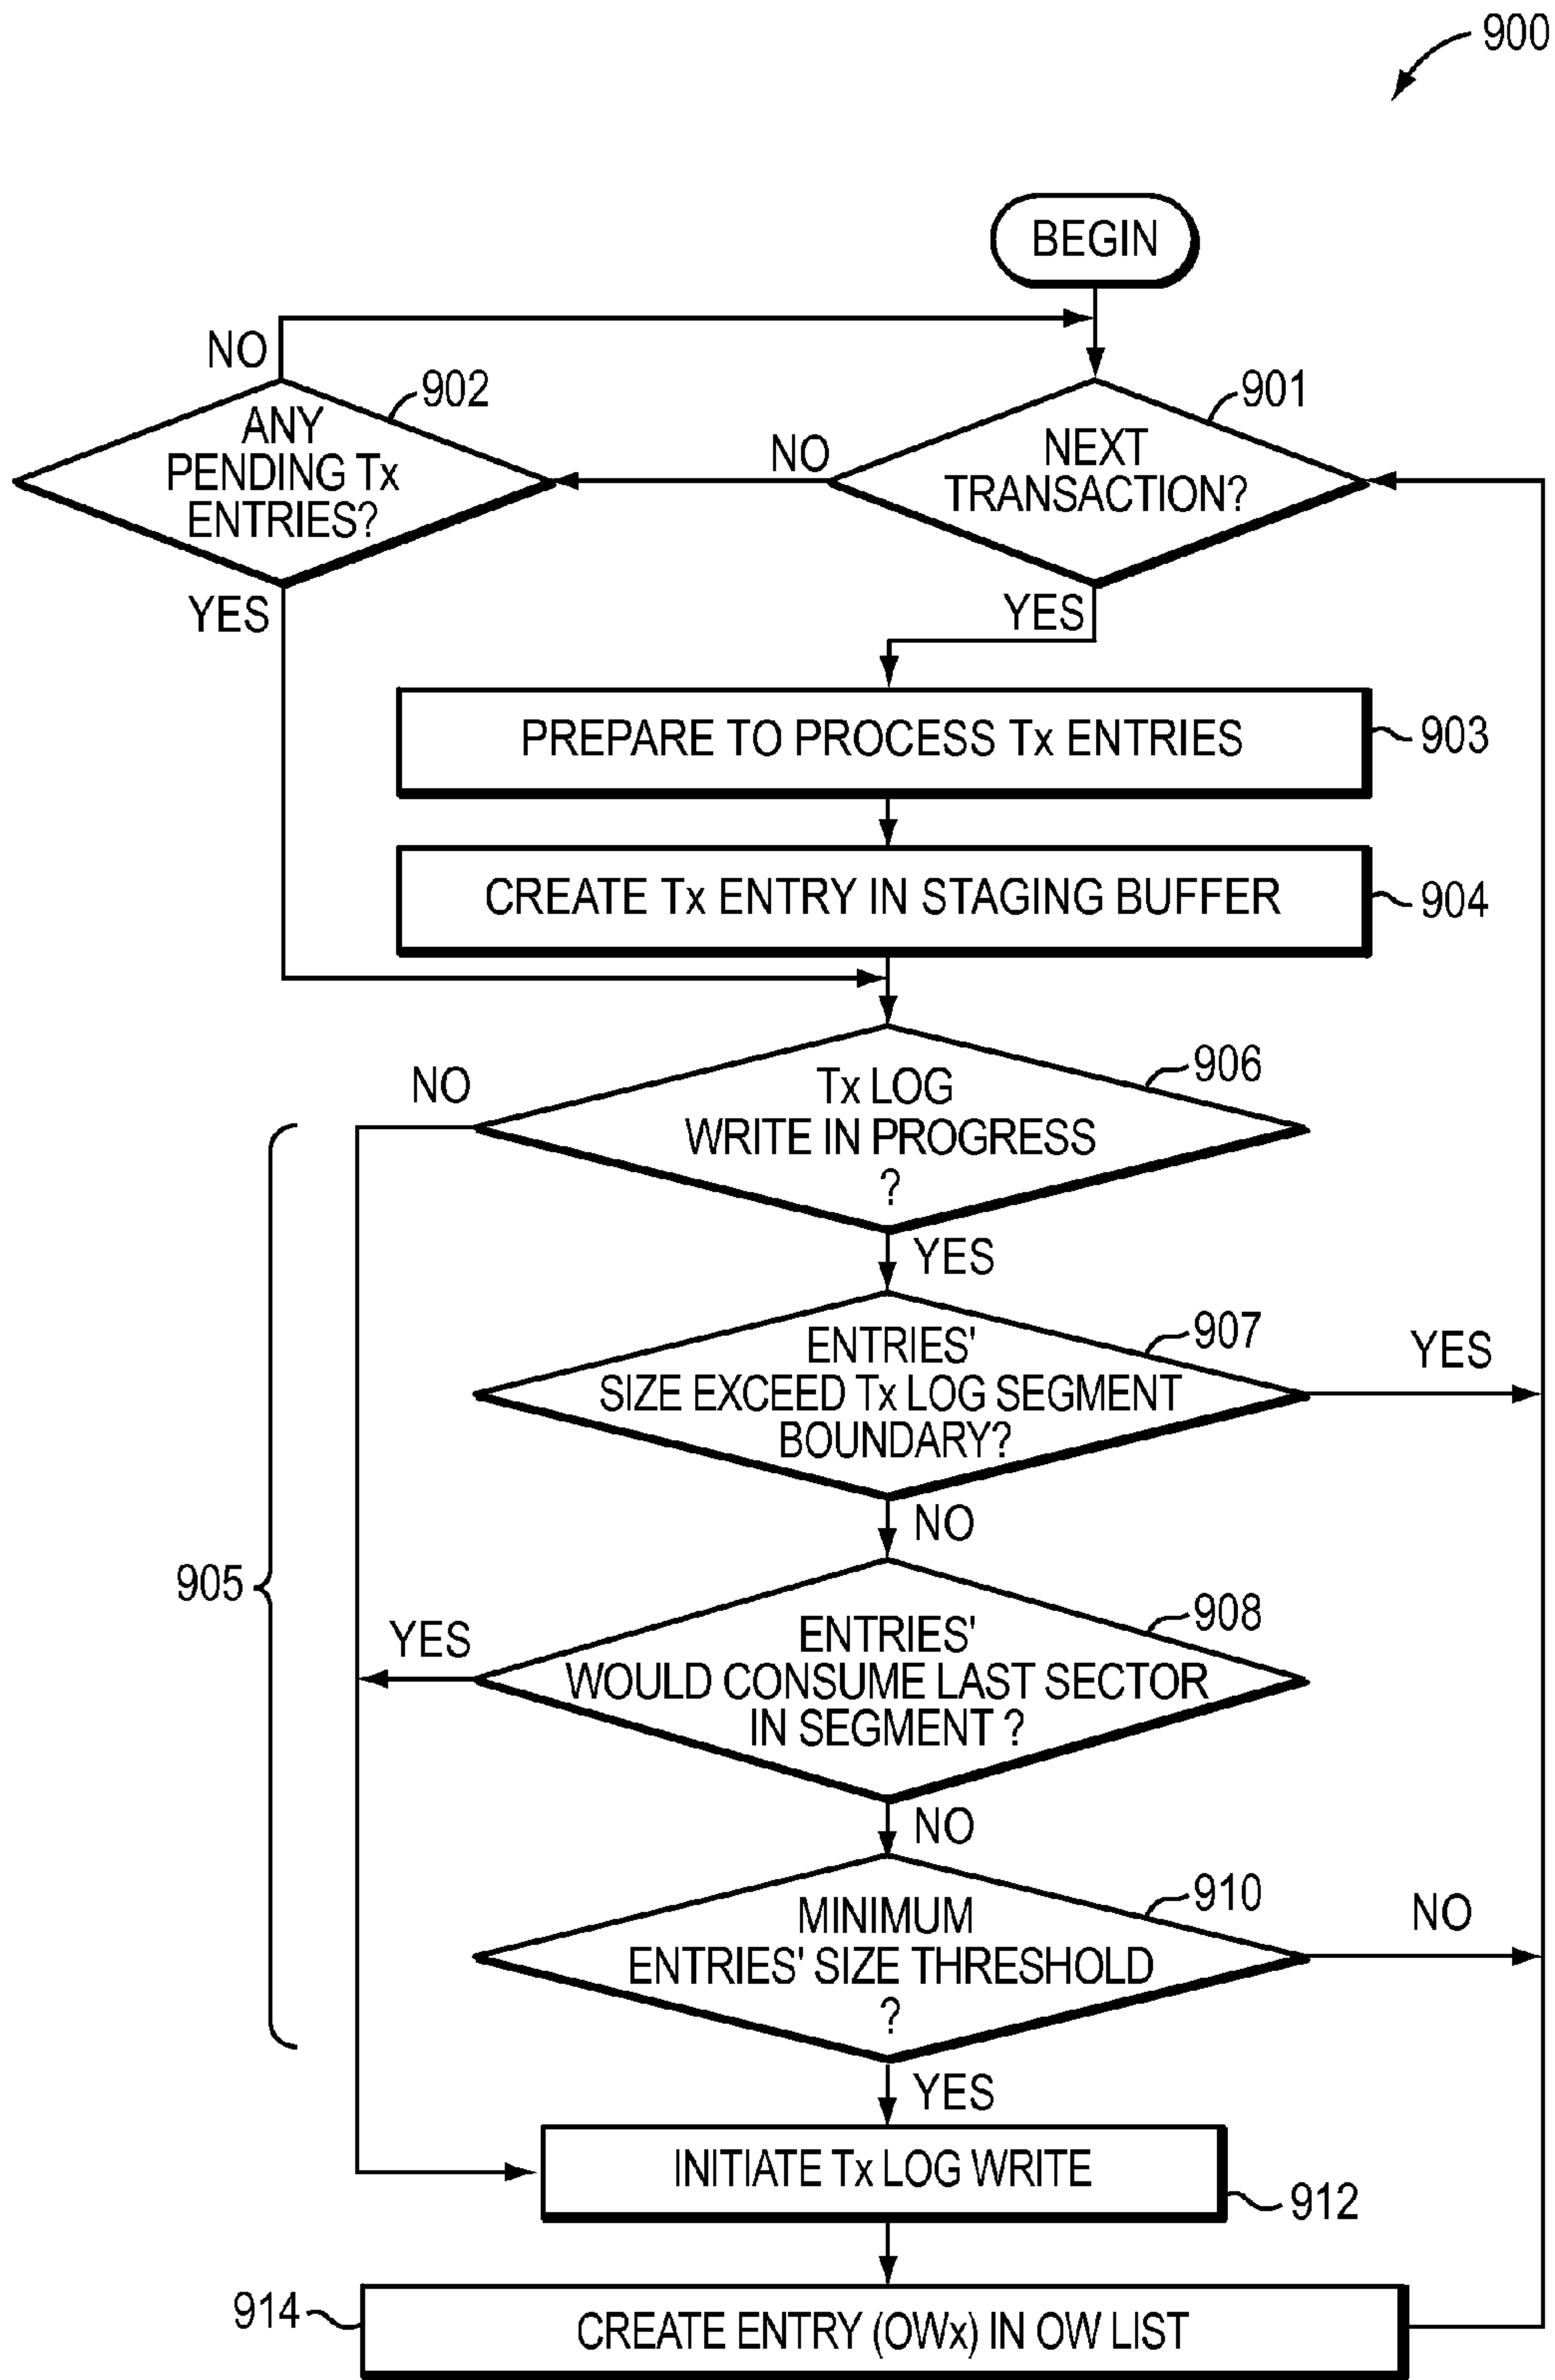 900
BEGIN
NO
902
901
ANY
PENDING Tx
ENTRIES?
NO
NEXT
TRANSACTION?
YES
YES
PREPARE TO PROCESS Tx ENTRIES
903
CREATE Tx ENTRY IN STAGING BUFFER
904
NO
906
Tx LOG
WRITE IN PROGRESS
?
YES
907
ENTRIES'
SIZE EXCEED Tx LOG SEGMENT
BOUNDARY?
YES
NO
905
908
YES
ENTRIES'
WOULD CONSUME LAST SECTOR
IN SEGMENT ?
NO
910
MINIMUM
ENTRIES' SIZE THRESHOLD
?
NO
YES
INITIATE Tx LOG WRITE
912
914
CREATE ENTRY (OWx) IN OW LIST